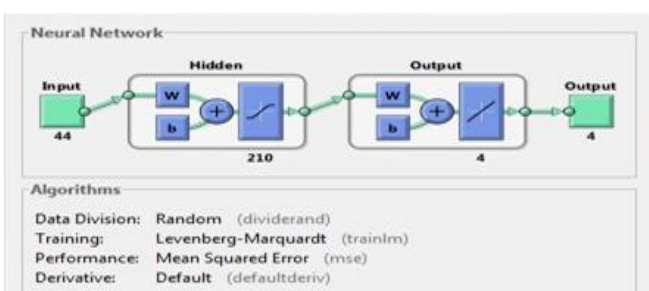 Neural Network
Hidden Output
Input Output
W W
b b
44 210 4 4
Algorithms
Data Division: Random (dividerand)
Training: Levenberg-Marquardt (trainlm)
Performance: Mean Squared Error (mse)
Derivative: Default (defaultderiv)